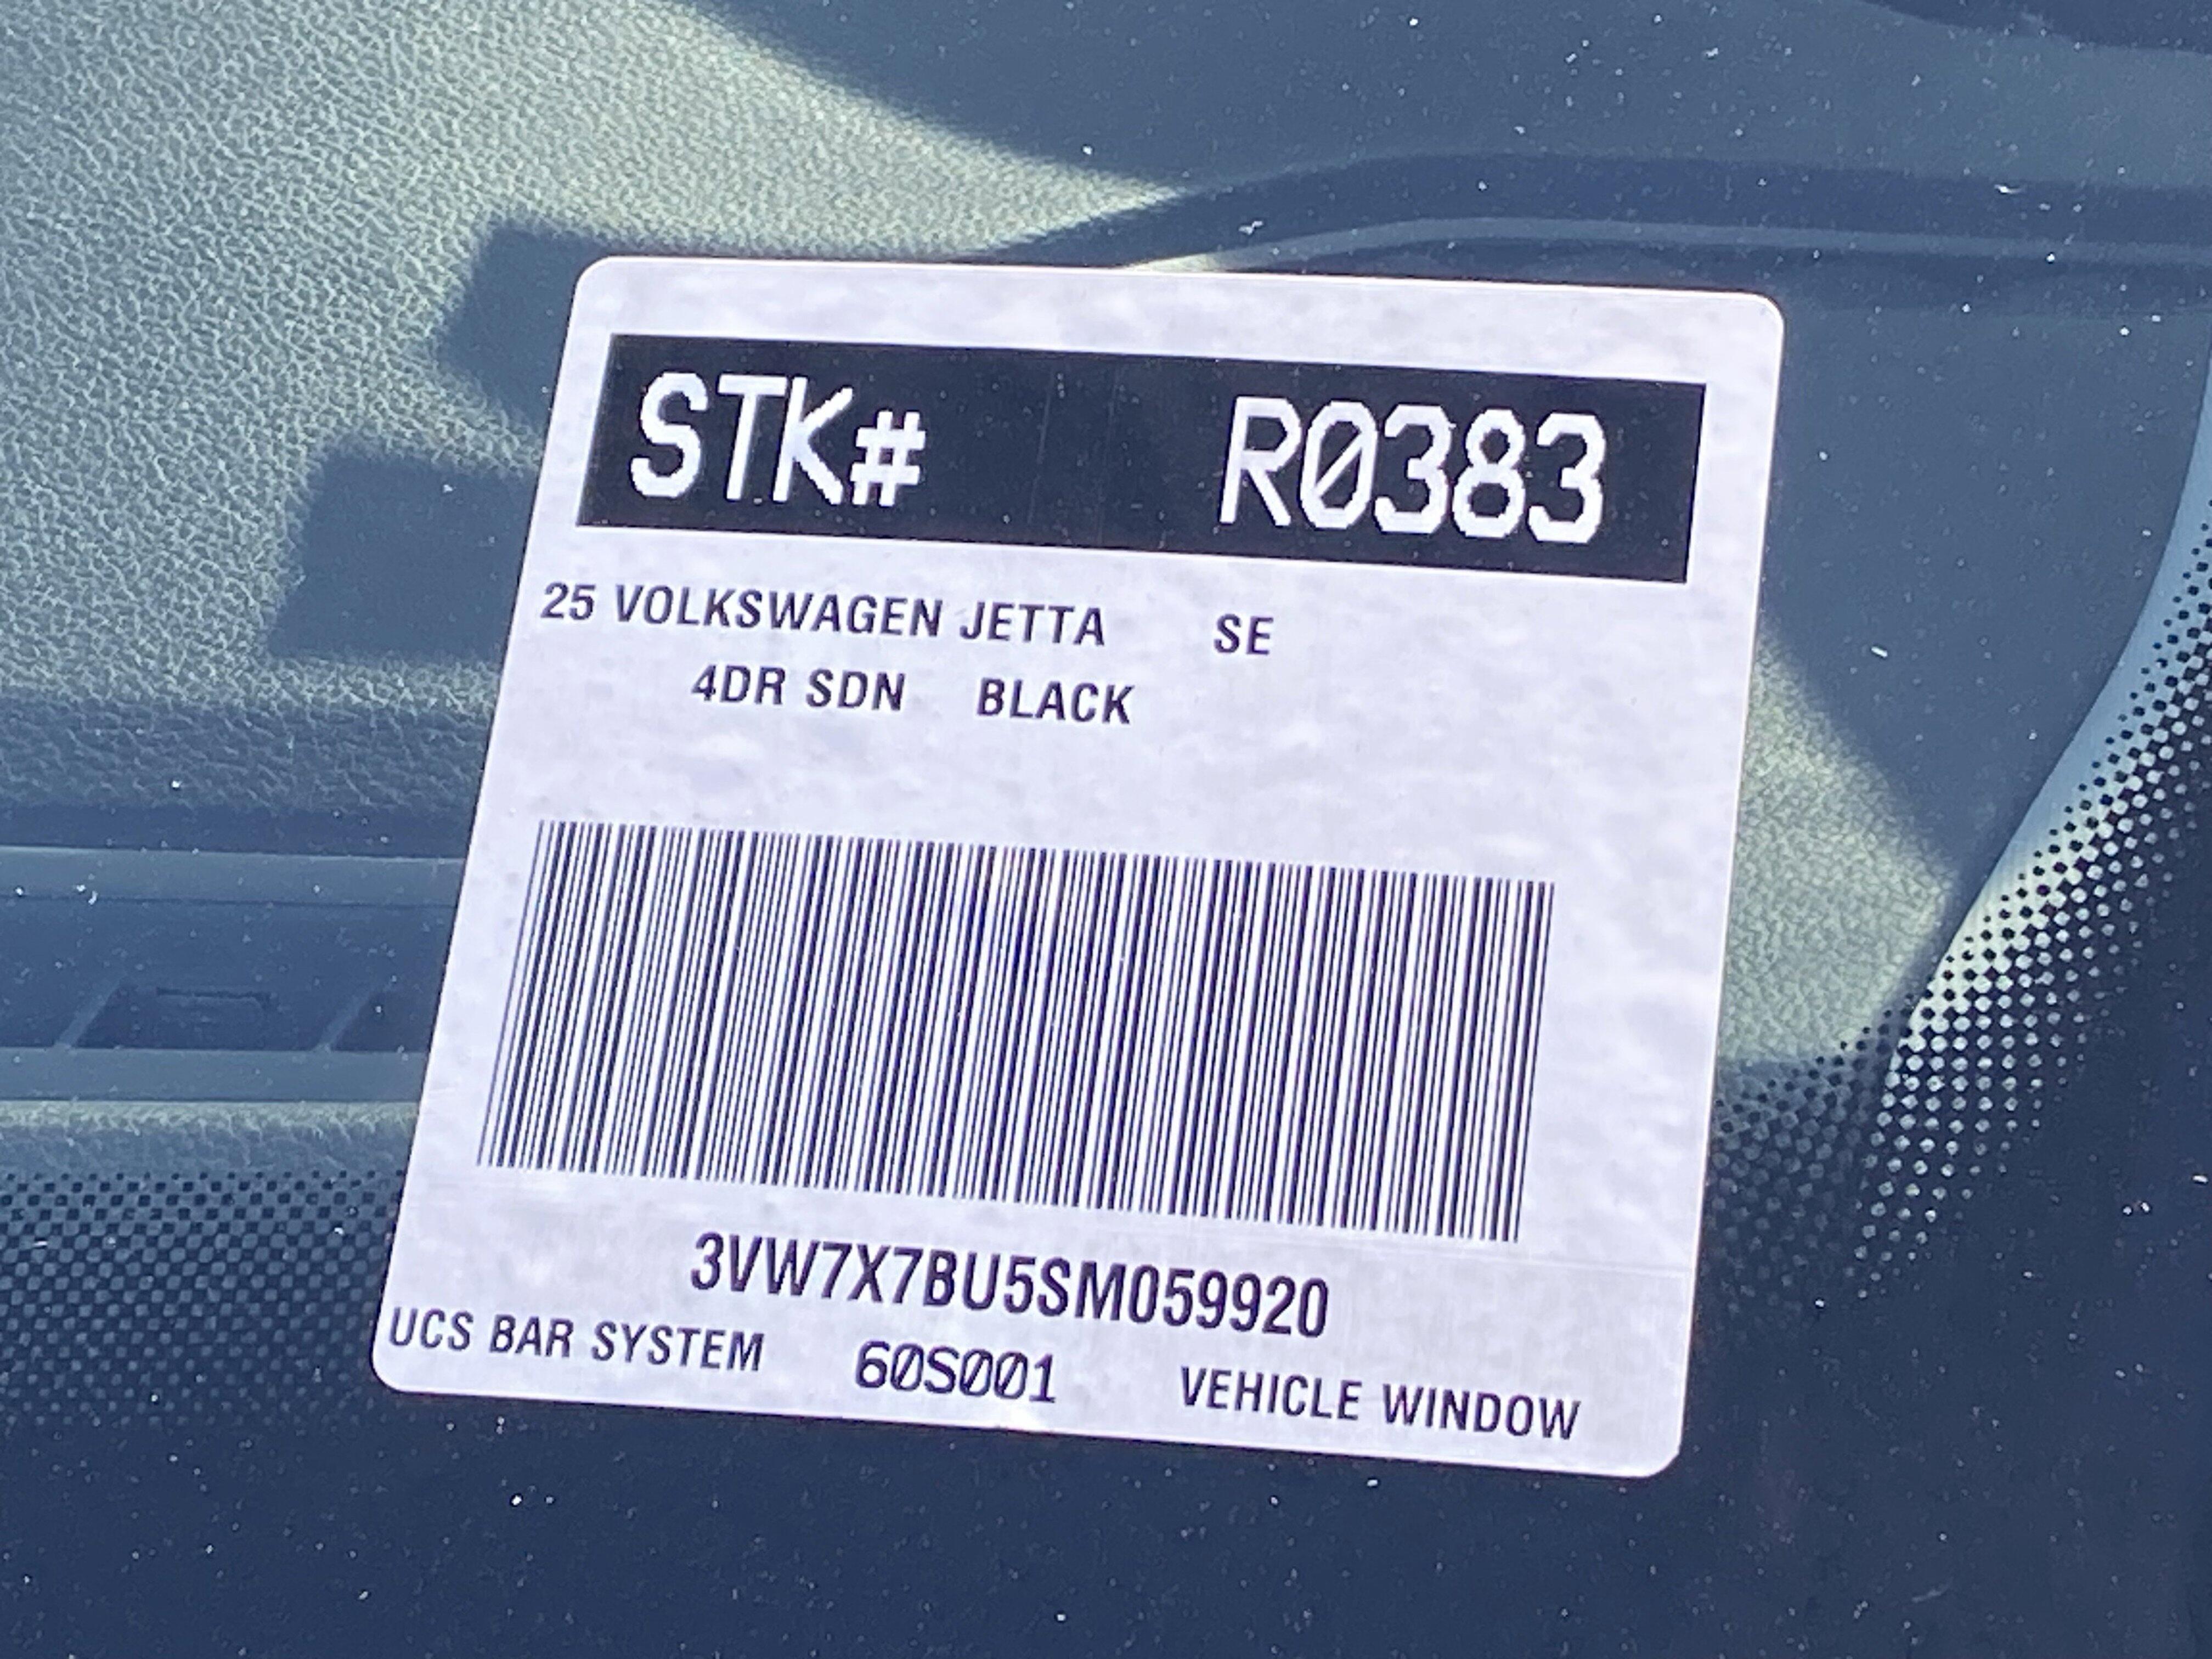 STK# R0383
25 VOLKSWAGEN JETTA SE
4DR SDN BLACK
3VW7X7BU5SM059920
UCS BAR SYSTEM 60S001 VEHICLE WINDOW